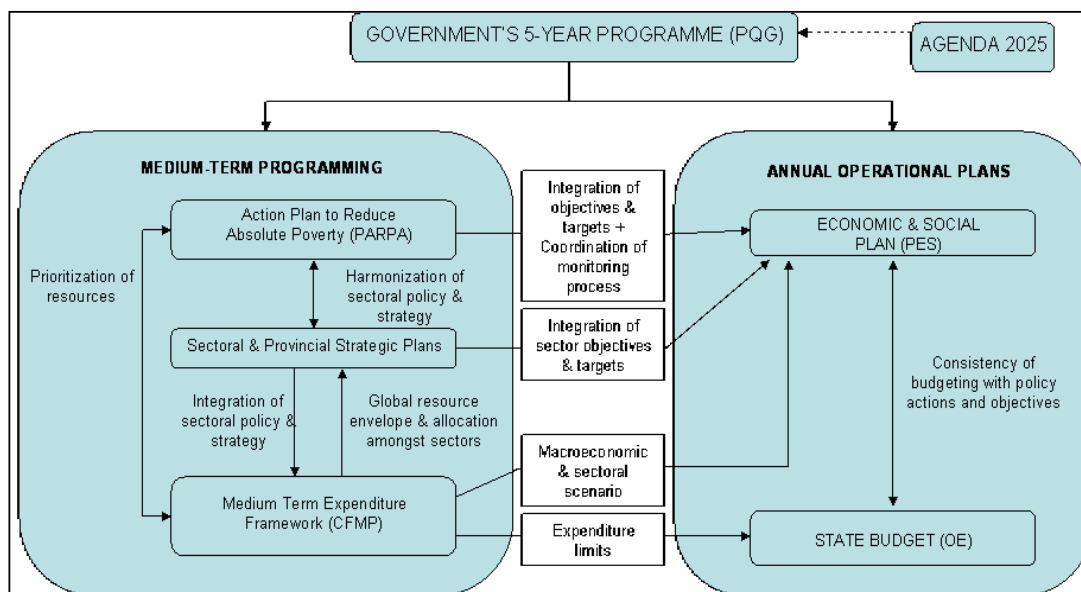 GOVERNMENT'S 5-YEAR PROGRAMME (PQG)
AGENDA 2025
MEDIUM-TERM PROGRAMMING
Action Plan to Reduce
Absolute Poverty (PARPA)
Prioritization of
resources
Harmonization of
sectoral policy &
strategy
Sectoral & Provincial Strategic Plans
Integration of
sectoral policy &
strategy
Global resource
envelope & allocation
amongst sectors
Medium Term Expenditure
Framework (CFMP)
Integration of
objectives &
targets +
Coordination of
monitoring
process
Integration of
sector objectives
& targets
Macroeconomic
& sectoral
scenario
Expenditure
limits
ANNUAL OPERATIONAL PLANS
ECONOMIC & SOCIAL
PLAN (PES)
Consistency of
budgeting with policy
actions and objectives
STATE BUDGET (OE)